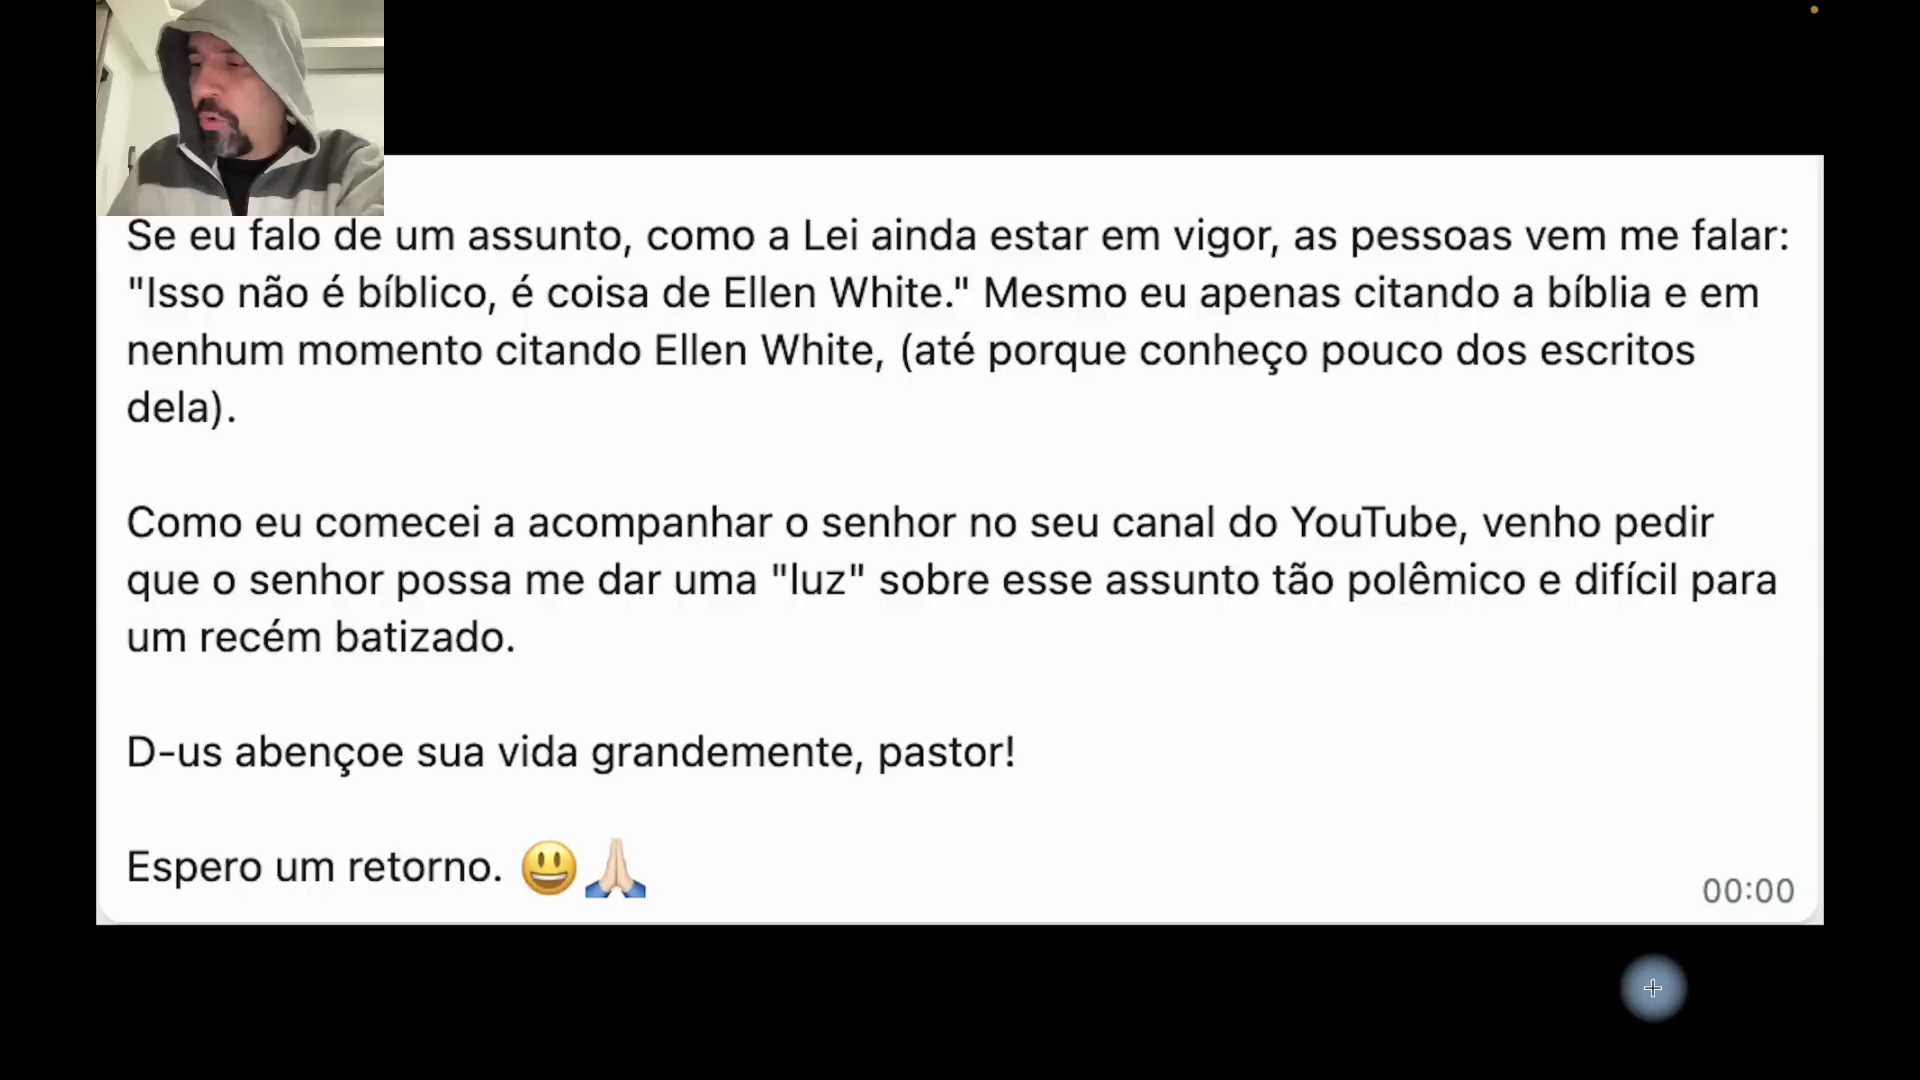 Se eu falo de um assunto, como a Lei ainda estar em vigor, as pessoas vem me falar:
"Isso não é bíblico, é coisa de Ellen White." Mesmo eu apenas citando a bíblia e em
nenhum momento citando Ellen White, (até porque conheço pouco dos escritos
dela).
Como eu comecei a acompanhar o senhor no seu canal do YouTube, venho pedir
que o senhor possa me dar uma "luz" sobre esse assunto tão polêmico e difícil para
um recém batizado.
D-us abençoe sua vida grandemente, pastor!
Espero um retorno. 😃🙏🏻
00:00